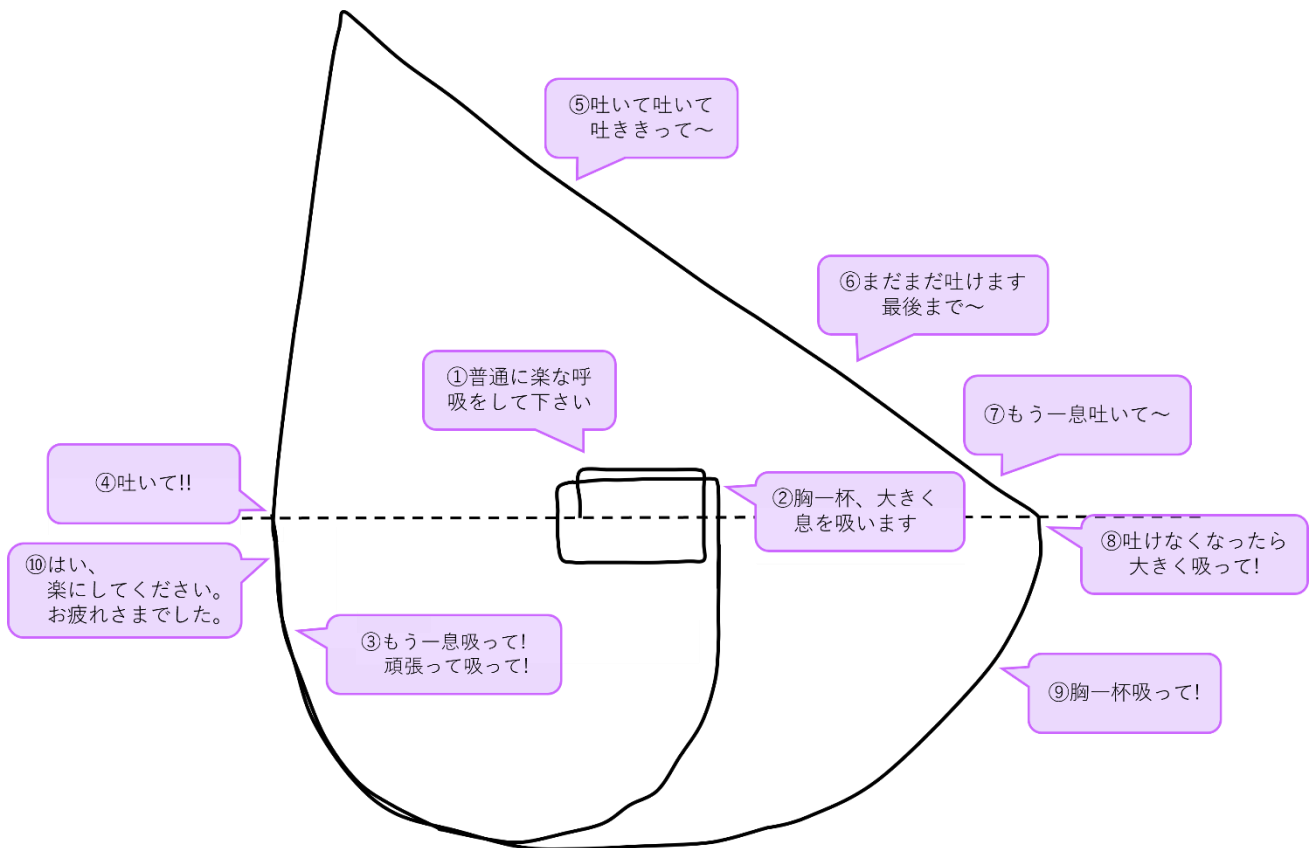 ①普通に楽な呼
吸をして下さい
②胸一杯、大きく
息を吸います
③もう一息吸って!
頑張って吸って!
④吐いて!!
⑤吐いて吐いて
吐ききって～
⑥まだまだ吐けます
最後まで～
⑦もう一息吐いて～
⑧吐けなくなったら
大きく吸って!
⑨胸一杯吸って!
⑩はい、
楽にしてください。
お疲れさまでした。